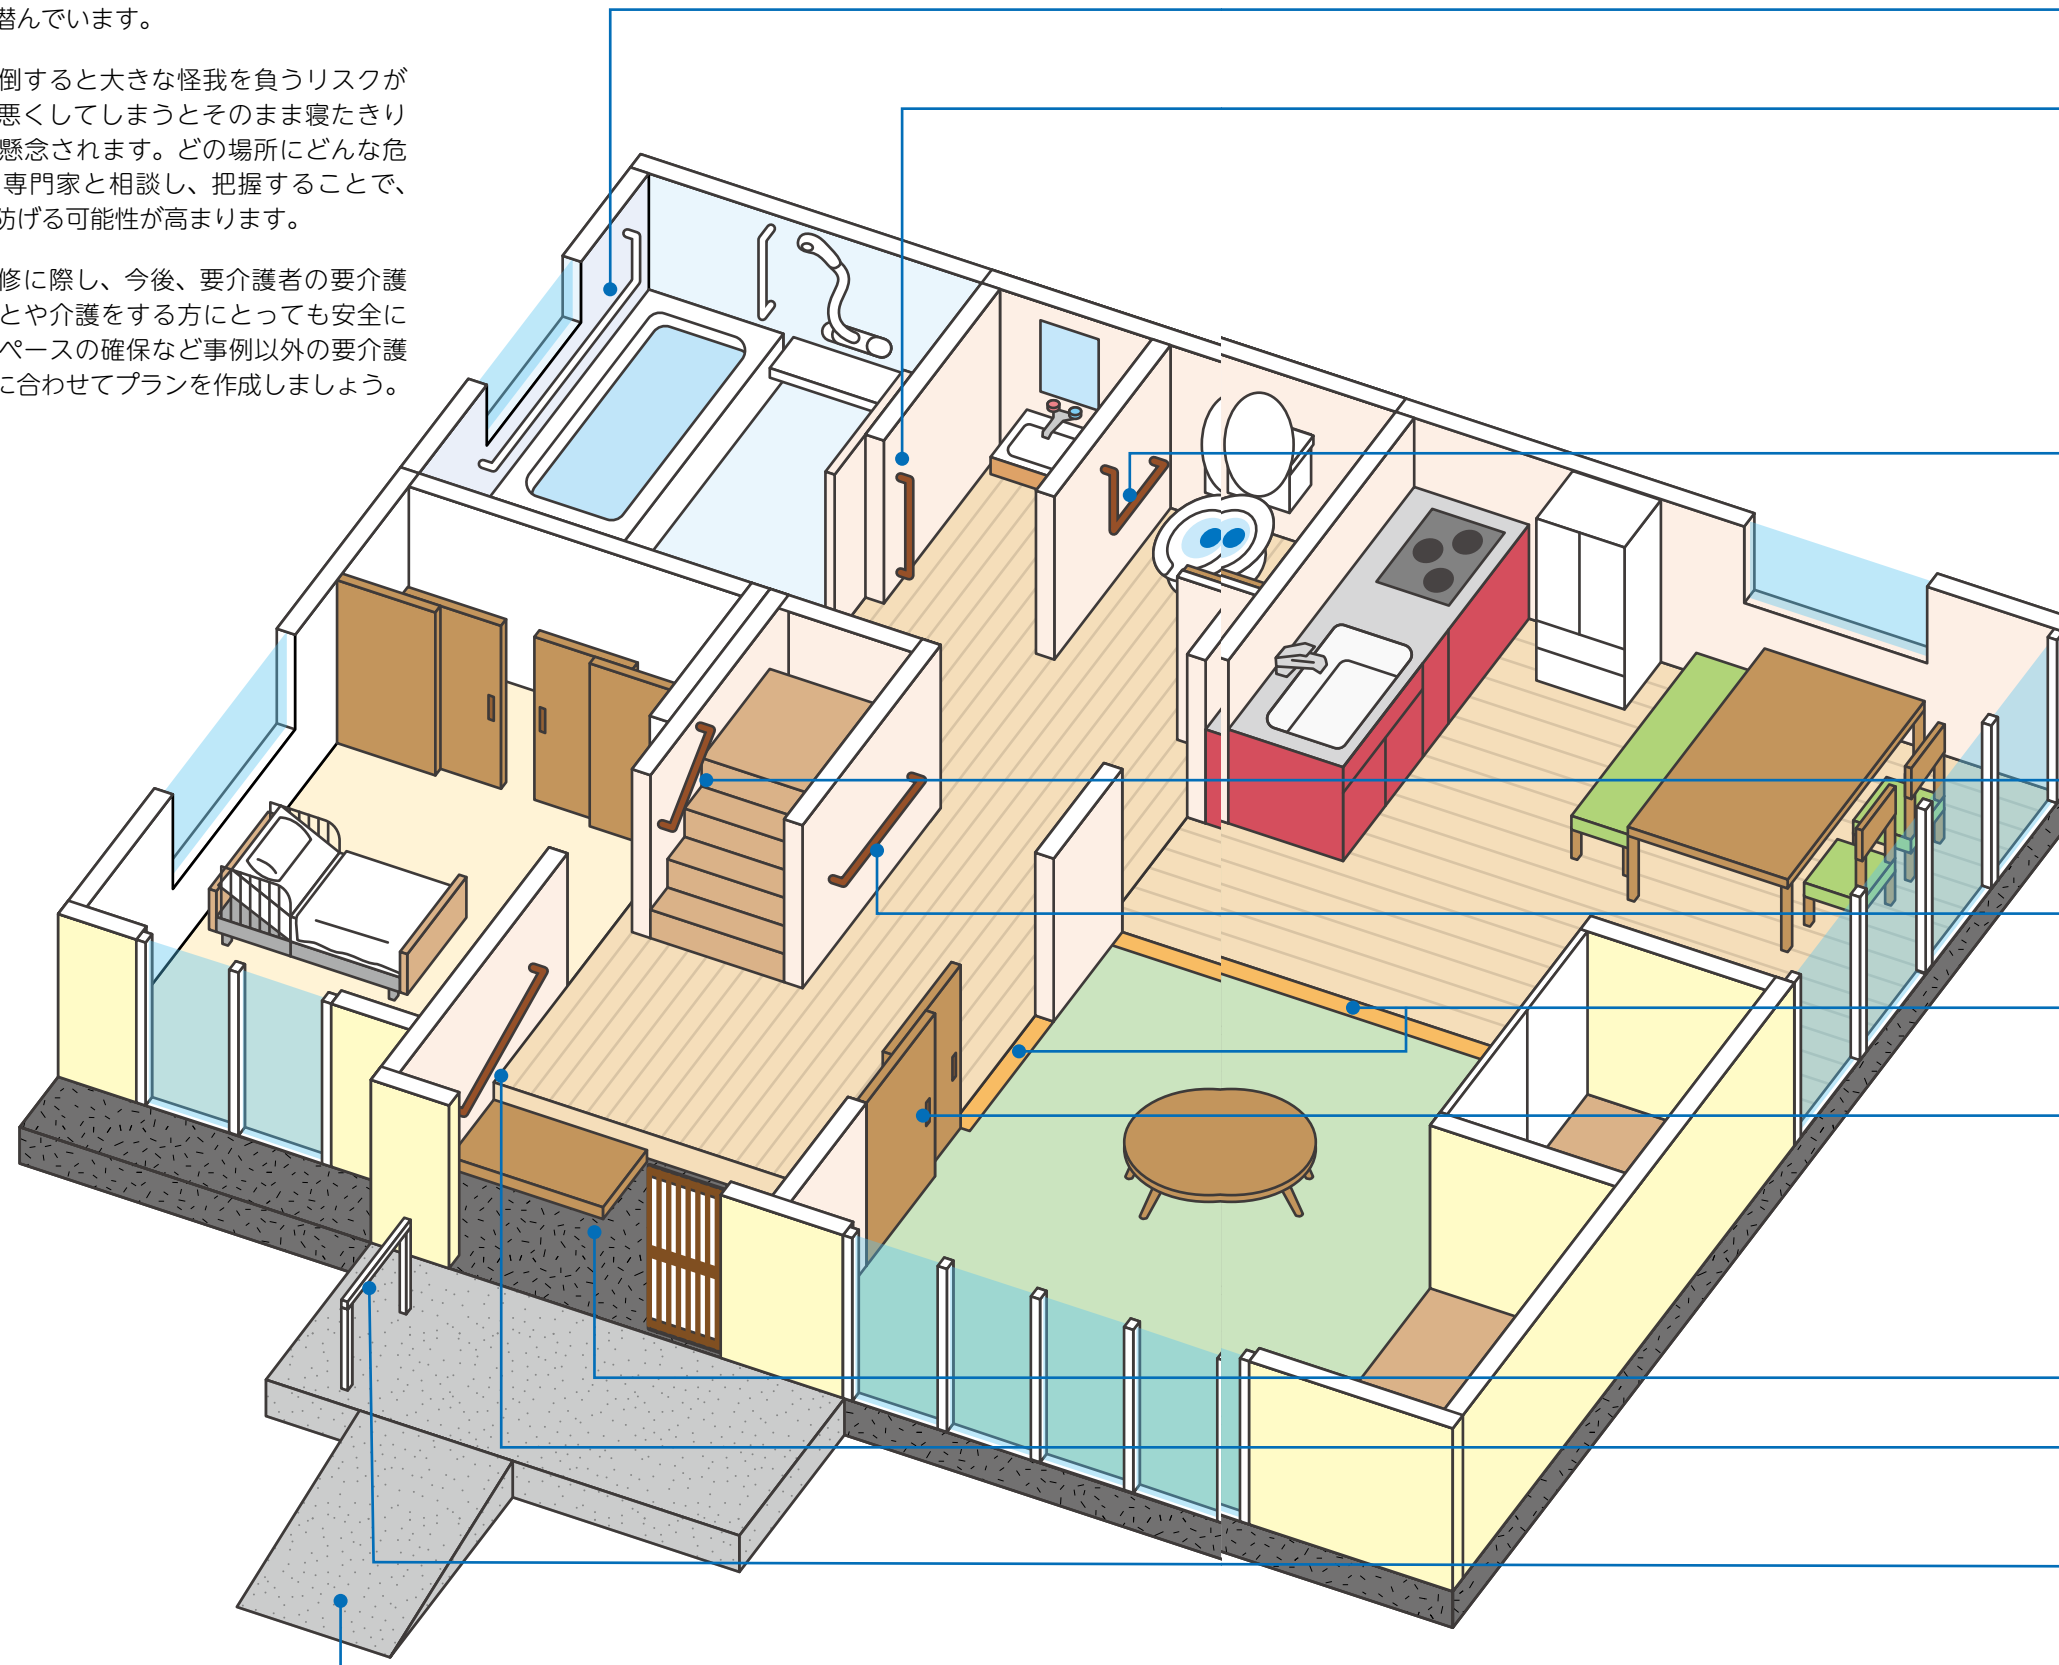 潜んでいます。
倒すると大きな怪我を負うリスクが
悪くしてしまうとそのまま寝たきり
懸念されます。どの場所にどんな危
専門家と相談し、把握することで、
防げる可能性が高まります。
修に際し、今後、要介護者の要介護
とや介護をする方にとっても安全に
ペースの確保など事例以外の要介護
に合わせてプランを作成しましょう。